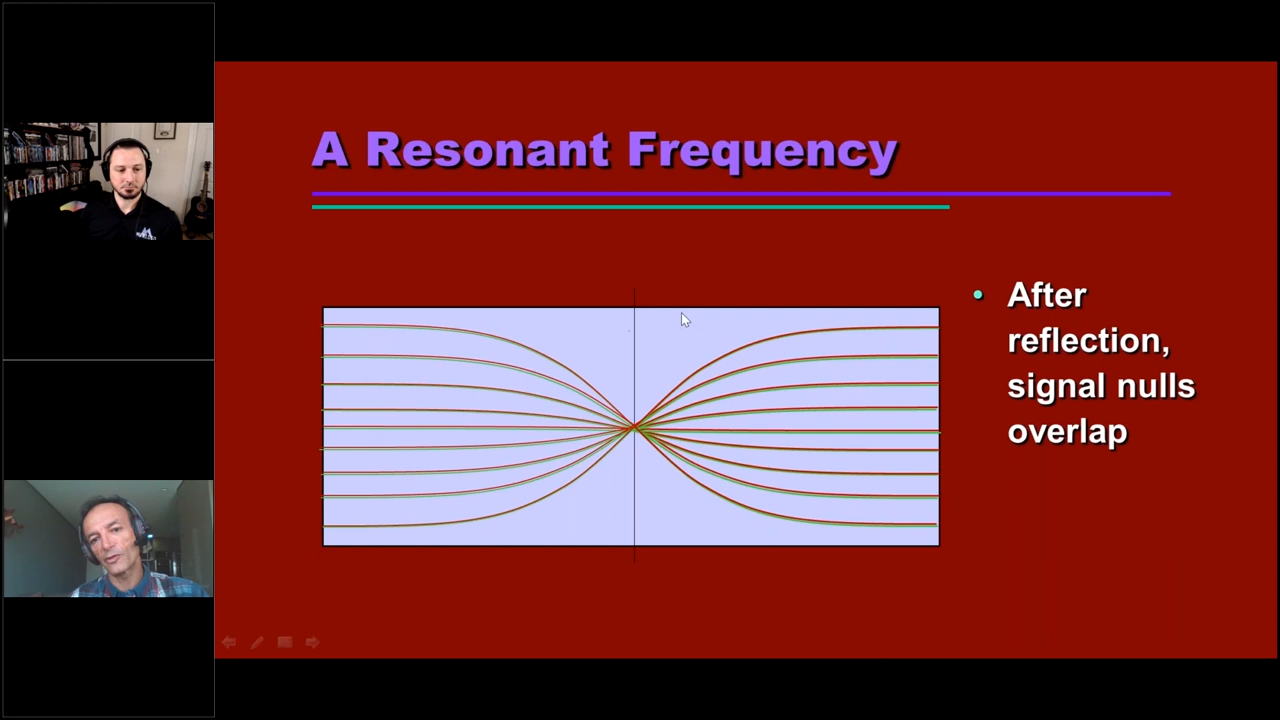 A Resonant Frequency
• After
reflection,
signal nulls
overlap